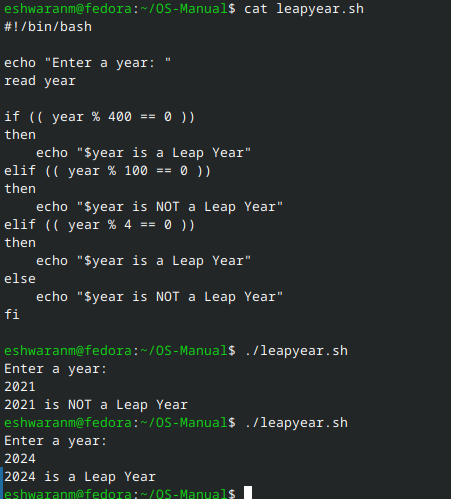 eshwaranm@fedora:~/OS-Manual$ cat leapyear.sh
#!/bin/bash

echo "Enter a year: "
read year

if (( year % 400 == 0 ))
then
    echo "$year is a Leap Year"
elif (( year % 100 == 0 ))
then
    echo "$year is NOT a Leap Year"
elif (( year % 4 == 0 ))
then
    echo "$year is a Leap Year"
else
    echo "$year is NOT a Leap Year"
fi

eshwaranm@fedora:~/OS-Manual$ ./leapyear.sh
Enter a year:
2021
2021 is NOT a Leap Year
eshwaranm@fedora:~/OS-Manual$ ./leapyear.sh
Enter a year:
2024
2024 is a Leap Year
eshwaranm@fedora:~/OS-Manual$